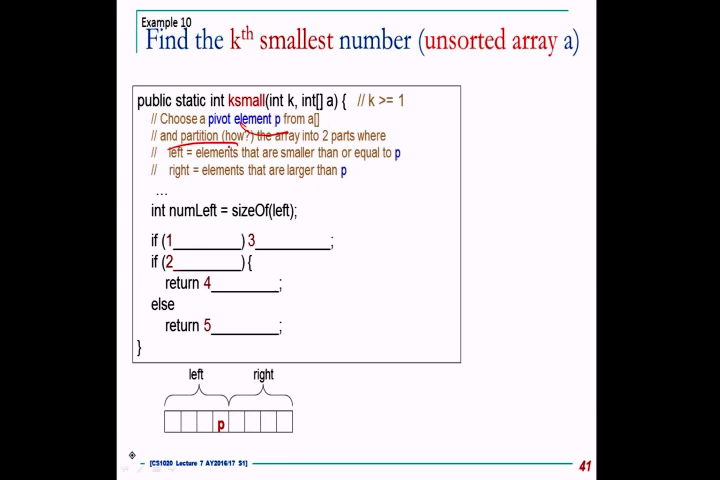 Example 10
Find the kth smallest number (unsorted array a)
public static int ksmall(int k, int[] a) { // k >= 1
// Choose a pivot element p from a[]
// and partition (how?) the array into 2 parts where
// left = elements that are smaller than or equal to p
// right = elements that are larger than p
…
int numLeft = sizeOf(left);
if (1__________) 3___________;
if (2__________) {
return 4__________;
else
return 5__________;
}
left right
p
[CS1020 Lecture 7 AY2016/17 S1]
41